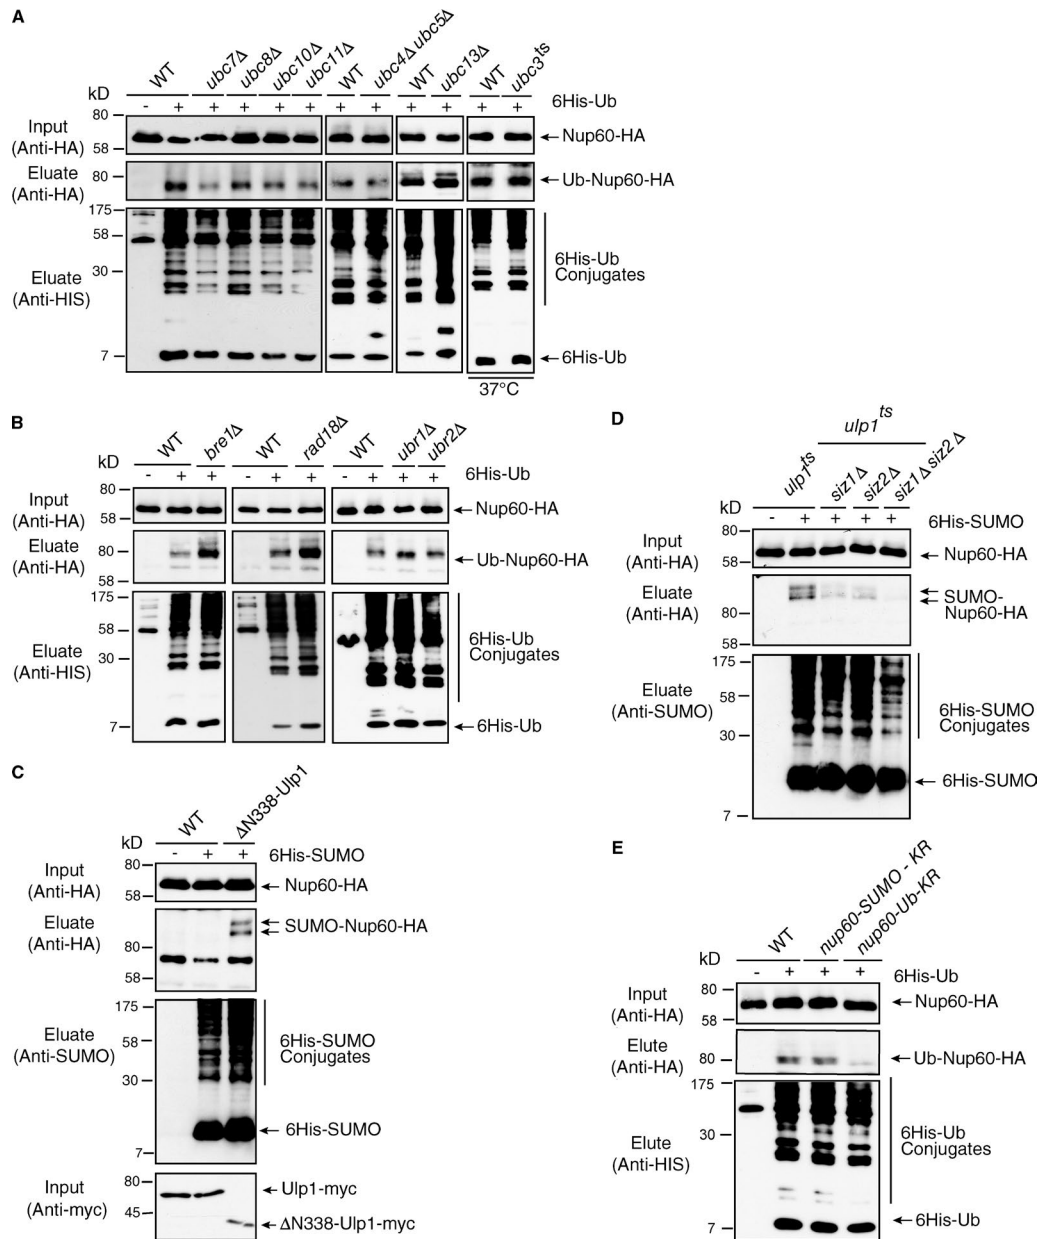 A
WT
ubc7Δ
ubc8Δ
ubc10Δ
ubc11Δ
WT
ubc4Δ ubc5Δ
WT
ubc13Δ
WT
ubc3ts
kD
- + + + + + + + + + + + 6His-Ub
80
58
Input
(Anti-HA)
Nup60-HA
80
Eluate
(Anti-HA)
Ub-Nup60-HA
175
58
30
7
Eluate
(Anti-HIS)
6His-Ub
Conjugates
6His-Ub
37°C
B
WT
bre1Δ
WT
rad18Δ
WT
ubr1Δ
ubr2Δ
kD
- + + - + + - + + + 6His-Ub
80
58
Input
(Anti-HA)
Nup60-HA
80
58
Eluate
(Anti-HA)
Ub-Nup60-HA
175
58
30
7
Eluate
(Anti-HIS)
6His-Ub
Conjugates
6His-Ub
C
WT
ΔN338-Ulp1
kD
- + + 6His-SUMO
80
58
Input
(Anti-HA)
Nup60-HA
80
58
Eluate
(Anti-HA)
SUMO-Nup60-HA
175
58
30
7
Eluate
(Anti-SUMO)
6His-SUMO
Conjugates
6His-SUMO
80
45
Input
(Anti-myc)
Ulp1-myc
ΔN338-Ulp1-myc
D
ulp1ts
ulp1ts
siz1Δ
siz2Δ
siz1Δ siz2Δ
kD
- + + + + 6His-SUMO
80
58
Input
(Anti-HA)
Nup60-HA
80
58
Eluate
(Anti-HA)
SUMO-
Nup60-HA
175
58
30
7
Eluate
(Anti-SUMO)
6His-SUMO
Conjugates
6His-SUMO
E
WT
nup60-SUMO - KR
nup60-Ub-KR
kD
- + + + 6His-Ub
80
58
Input
(Anti-HA)
Nup60-HA
80
Elute
(Anti-HA)
Ub-Nup60-HA
175
30
7
Elute
(Anti-HIS)
6His-Ub
Conjugates
6His-Ub